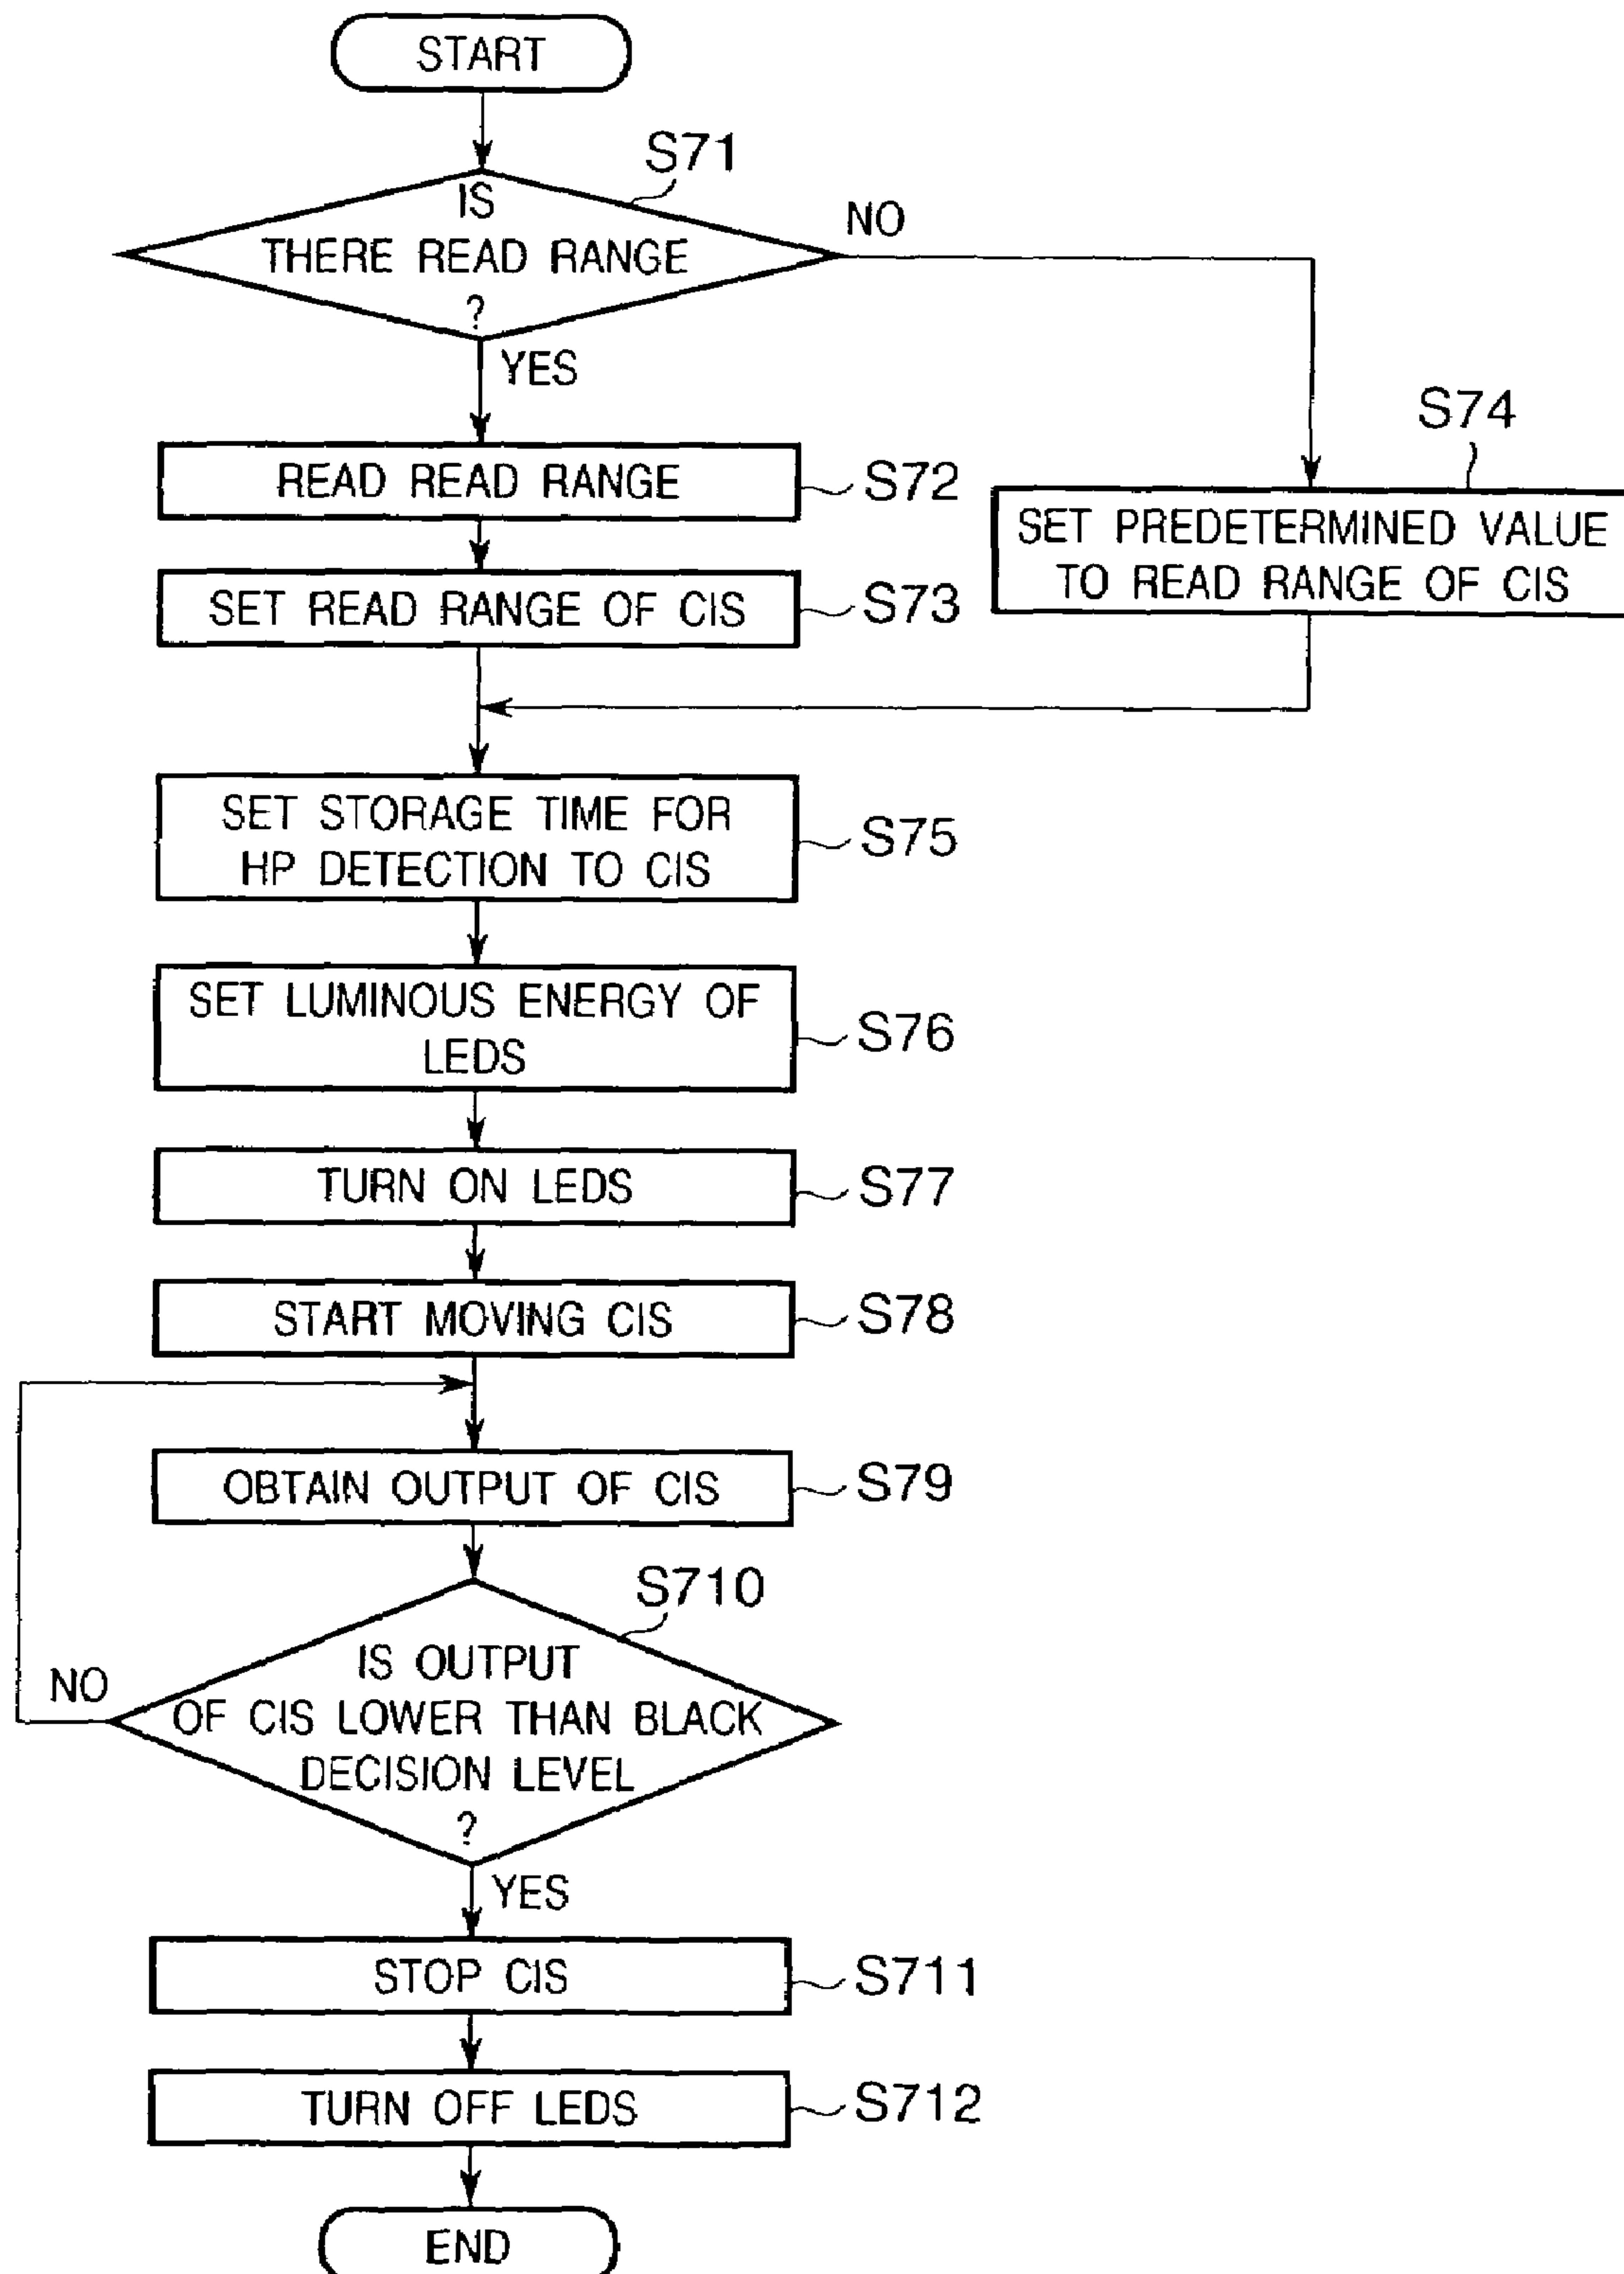 START
S71
IS
THERE READ RANGE
?
NO
YES
S74
READ READ RANGE
S72
SET PREDETERMINED VALUE
TO READ RANGE OF CIS
SET READ RANGE OF CIS
S73
SET STORAGE TIME FOR
HP DETECTION TO CIS
S75
SET LUMINOUS ENERGY OF
LEDS
S76
TURN ON LEDS
S77
START MOVING CIS
S78
OBTAIN OUTPUT OF CIS
S79
S710
IS OUTPUT
OF CIS LOWER THAN BLACK
DECISION LEVEL
?
NO
YES
STOP CIS
S711
TURN OFF LEDS
S712
END